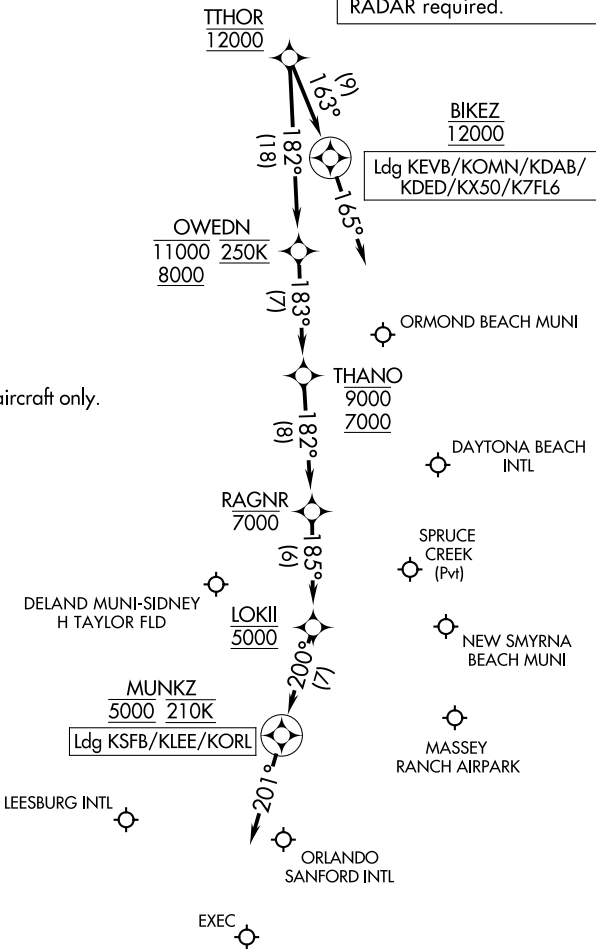 RADAR required.
TTHOR
12000
(9)
163°
182°
(18)
BIKEZ
12000
Ldg KEVB/KOMN/KDAB/
KDED/KX50/K7FL6
165°
OWEDN
11000 250K
8000
183°
(7)
ORMOND BEACH MUNI
THANO
9000
7000
aircraft only.
182°
(8)
DAYTONA BEACH
INTL
RAGNR
7000
SPRUCE
CREEK
(Pvt)
185°
(6)
DELAND MUNI-SIDNEY
H TAYLOR FLD
LOKII
5000
NEW SMYRNA
BEACH MUNI
200°
(7)
MUNKZ
5000 210K
Ldg KSFB/KLEE/KORL
MASSEY
RANCH AIRPARK
201°
LEESBURG INTL
ORLANDO
SANFORD INTL
EXEC